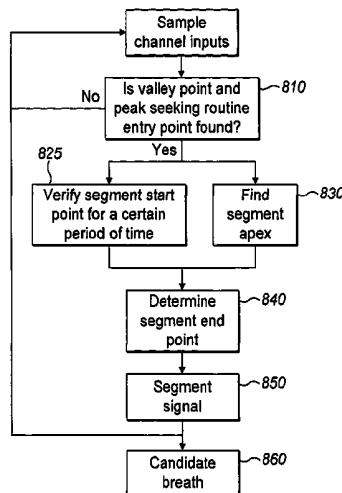 Sample
channel inputs
Is valley point and
peak seeking routine
entry point found?
810
No
Yes
825
Verify segment start
point for a certain
period of time
Find
segment
apex
830
Determine
segment end
point
840
Segment
signal
850
Candidate
breath
860